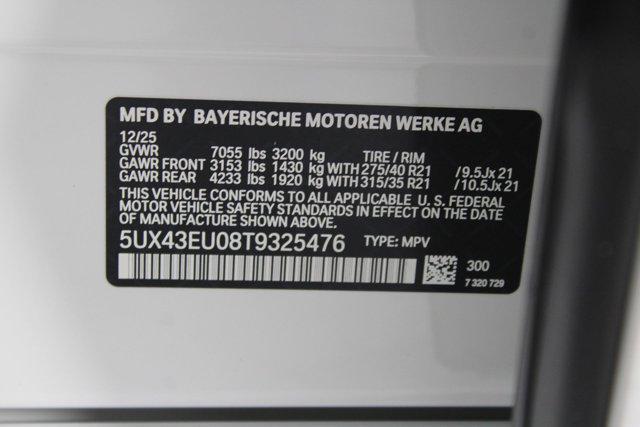 MFD BY BAYERISCHE MOTOREN WERKE AG
12/25
GVWR 7055 lbs 3200 kg TIRE / RIM
GAWR FRONT 3153 lbs 1430 kg WITH 275/40 R21 /9.5Jx 21
GAWR REAR 4233 lbs 1920 kg WITH 315/35 R21 /10.5Jx 21
THIS VEHICLE CONFORMS TO ALL APPLICABLE U. S. FEDERAL
MOTOR VEHICLE SAFETY STANDARDS IN EFFECT ON THE DATE
OF MANUFACTURE SHOWN ABOVE.
5UX43EU08T9325476 TYPE: MPV
300
7 320 729